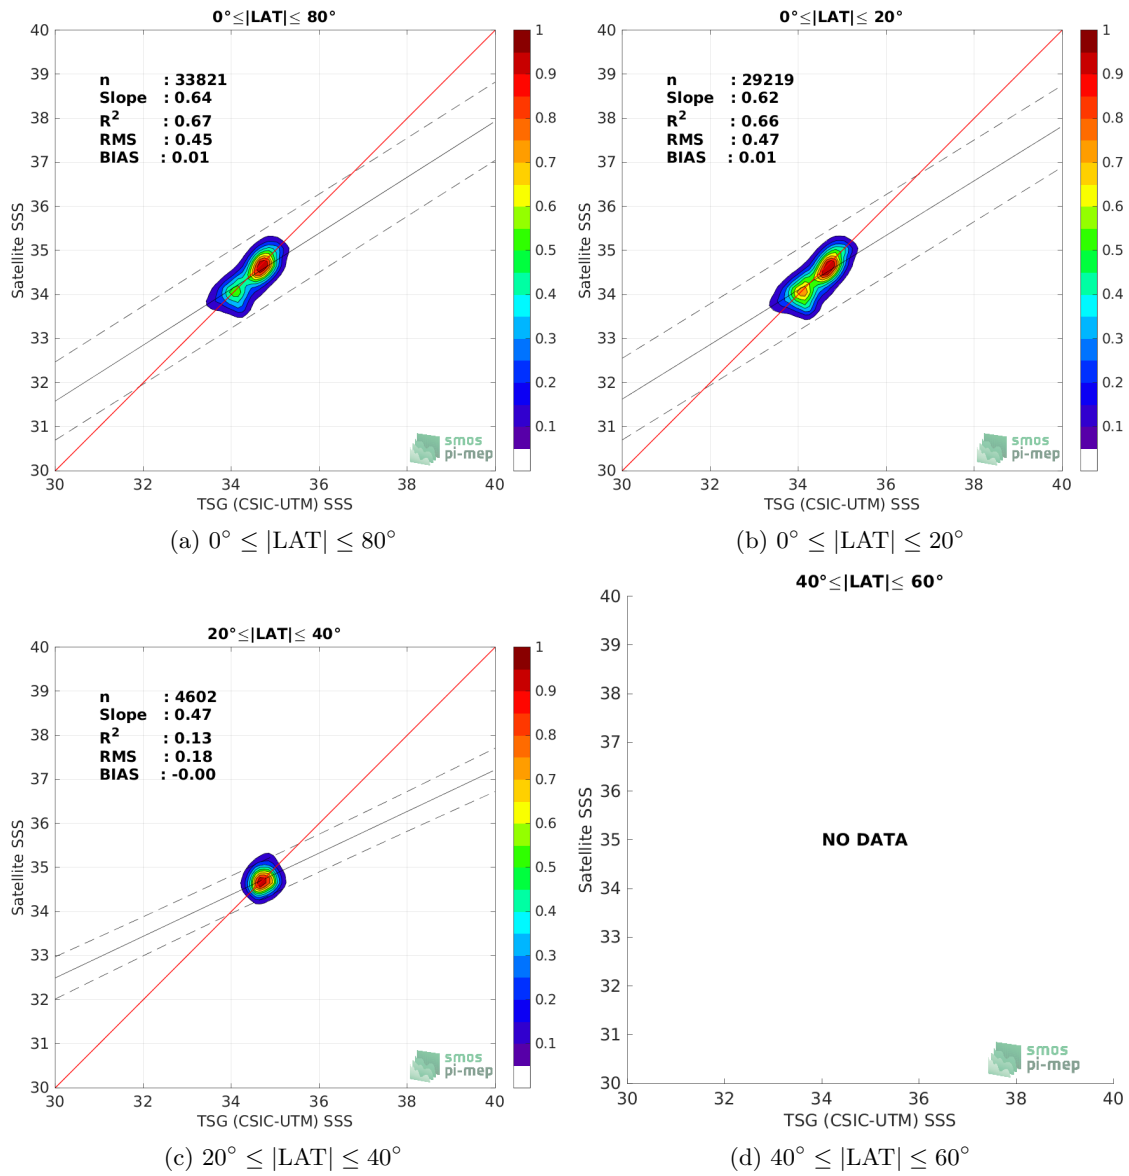 0°≤|LAT|≤ 80°
40
39
38
37
36
35
34
33
32
31
30
30
32
34
36
38
40
Satellite SSS
TSG (CSIC-UTM) SSS
n : 33821
Slope : 0.64
R² : 0.67
RMS : 0.45
BIAS : 0.01
smos
pi-mep
1
0.9
0.8
0.7
0.6
0.5
0.4
0.3
0.2
0.1
(a) 0° ≤ |LAT| ≤ 80°
0°≤|LAT|≤ 20°
40
39
38
37
36
35
34
33
32
31
30
30
32
34
36
38
40
Satellite SSS
TSG (CSIC-UTM) SSS
n : 29219
Slope : 0.62
R² : 0.66
RMS : 0.47
BIAS : 0.01
smos
pi-mep
1
0.9
0.8
0.7
0.6
0.5
0.4
0.3
0.2
0.1
(b) 0° ≤ |LAT| ≤ 20°
20°≤|LAT|≤ 40°
40
39
38
37
36
35
34
33
32
31
30
30
32
34
36
38
40
Satellite SSS
TSG (CSIC-UTM) SSS
n : 4602
Slope : 0.47
R² : 0.13
RMS : 0.18
BIAS : -0.00
smos
pi-mep
1
0.9
0.8
0.7
0.6
0.5
0.4
0.3
0.2
0.1
(c) 20° ≤ |LAT| ≤ 40°
40°≤|LAT|≤ 60°
40
39
38
37
36
35
34
33
32
31
30
30
32
34
36
38
40
Satellite SSS
TSG (CSIC-UTM) SSS
NO DATA
smos
pi-mep
(d) 40° ≤ |LAT| ≤ 60°